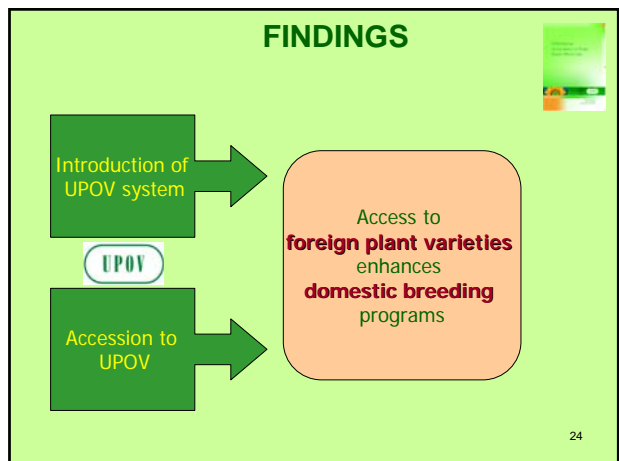 FINDINGS
Introduction of
UPOV system
UPOV
Accession to
UPOV
Access to
foreign plant varieties
enhances
domestic breeding
programs
24